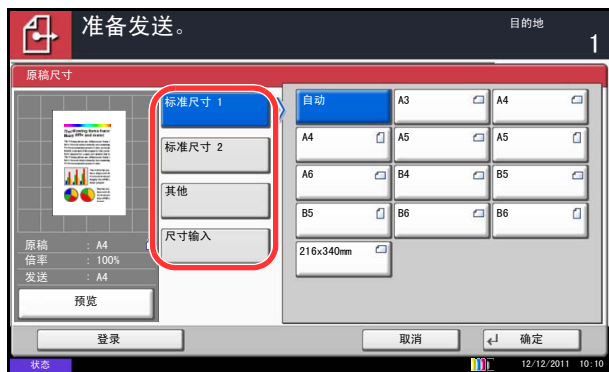 准备发送。
目的地
1
原稿尺寸
标准尺寸 1
标准尺寸 2
其他
尺寸输入
自动
A3
A4
A4
A5
A5
A6
B4
B5
B5
B6
B6
216x340mm
原稿 : A4
倍率 : 100%
发送 : A4
预览
登录
取消
确定
状态
12/12/2011 10:10